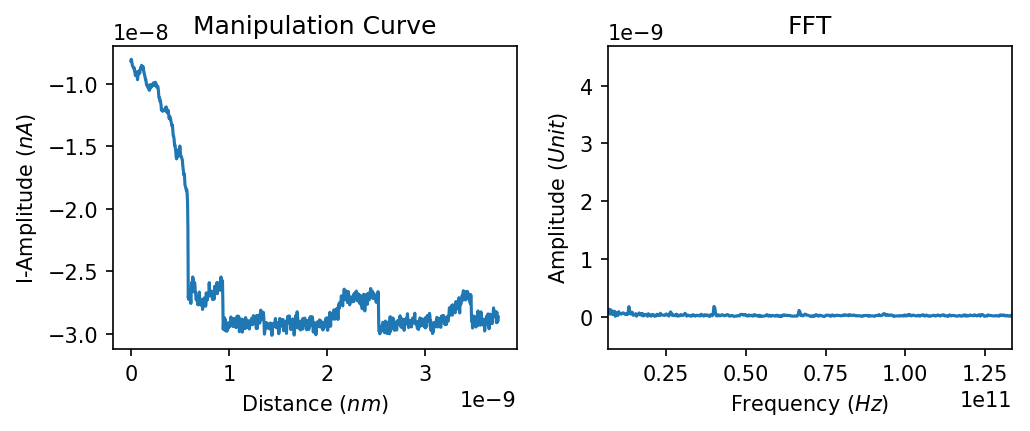 Manipulation Curve
1e−8
I-Amplitude (nA)
−1.0
−1.5
−2.0
−2.5
−3.0
0 1 2 3
1e−9
Distance (nm)
FFT
1e−9
Amplitude (Unit)
4
3
2
1
0
0.25 0.50 0.75 1.00 1.25
1e11
Frequency (Hz)